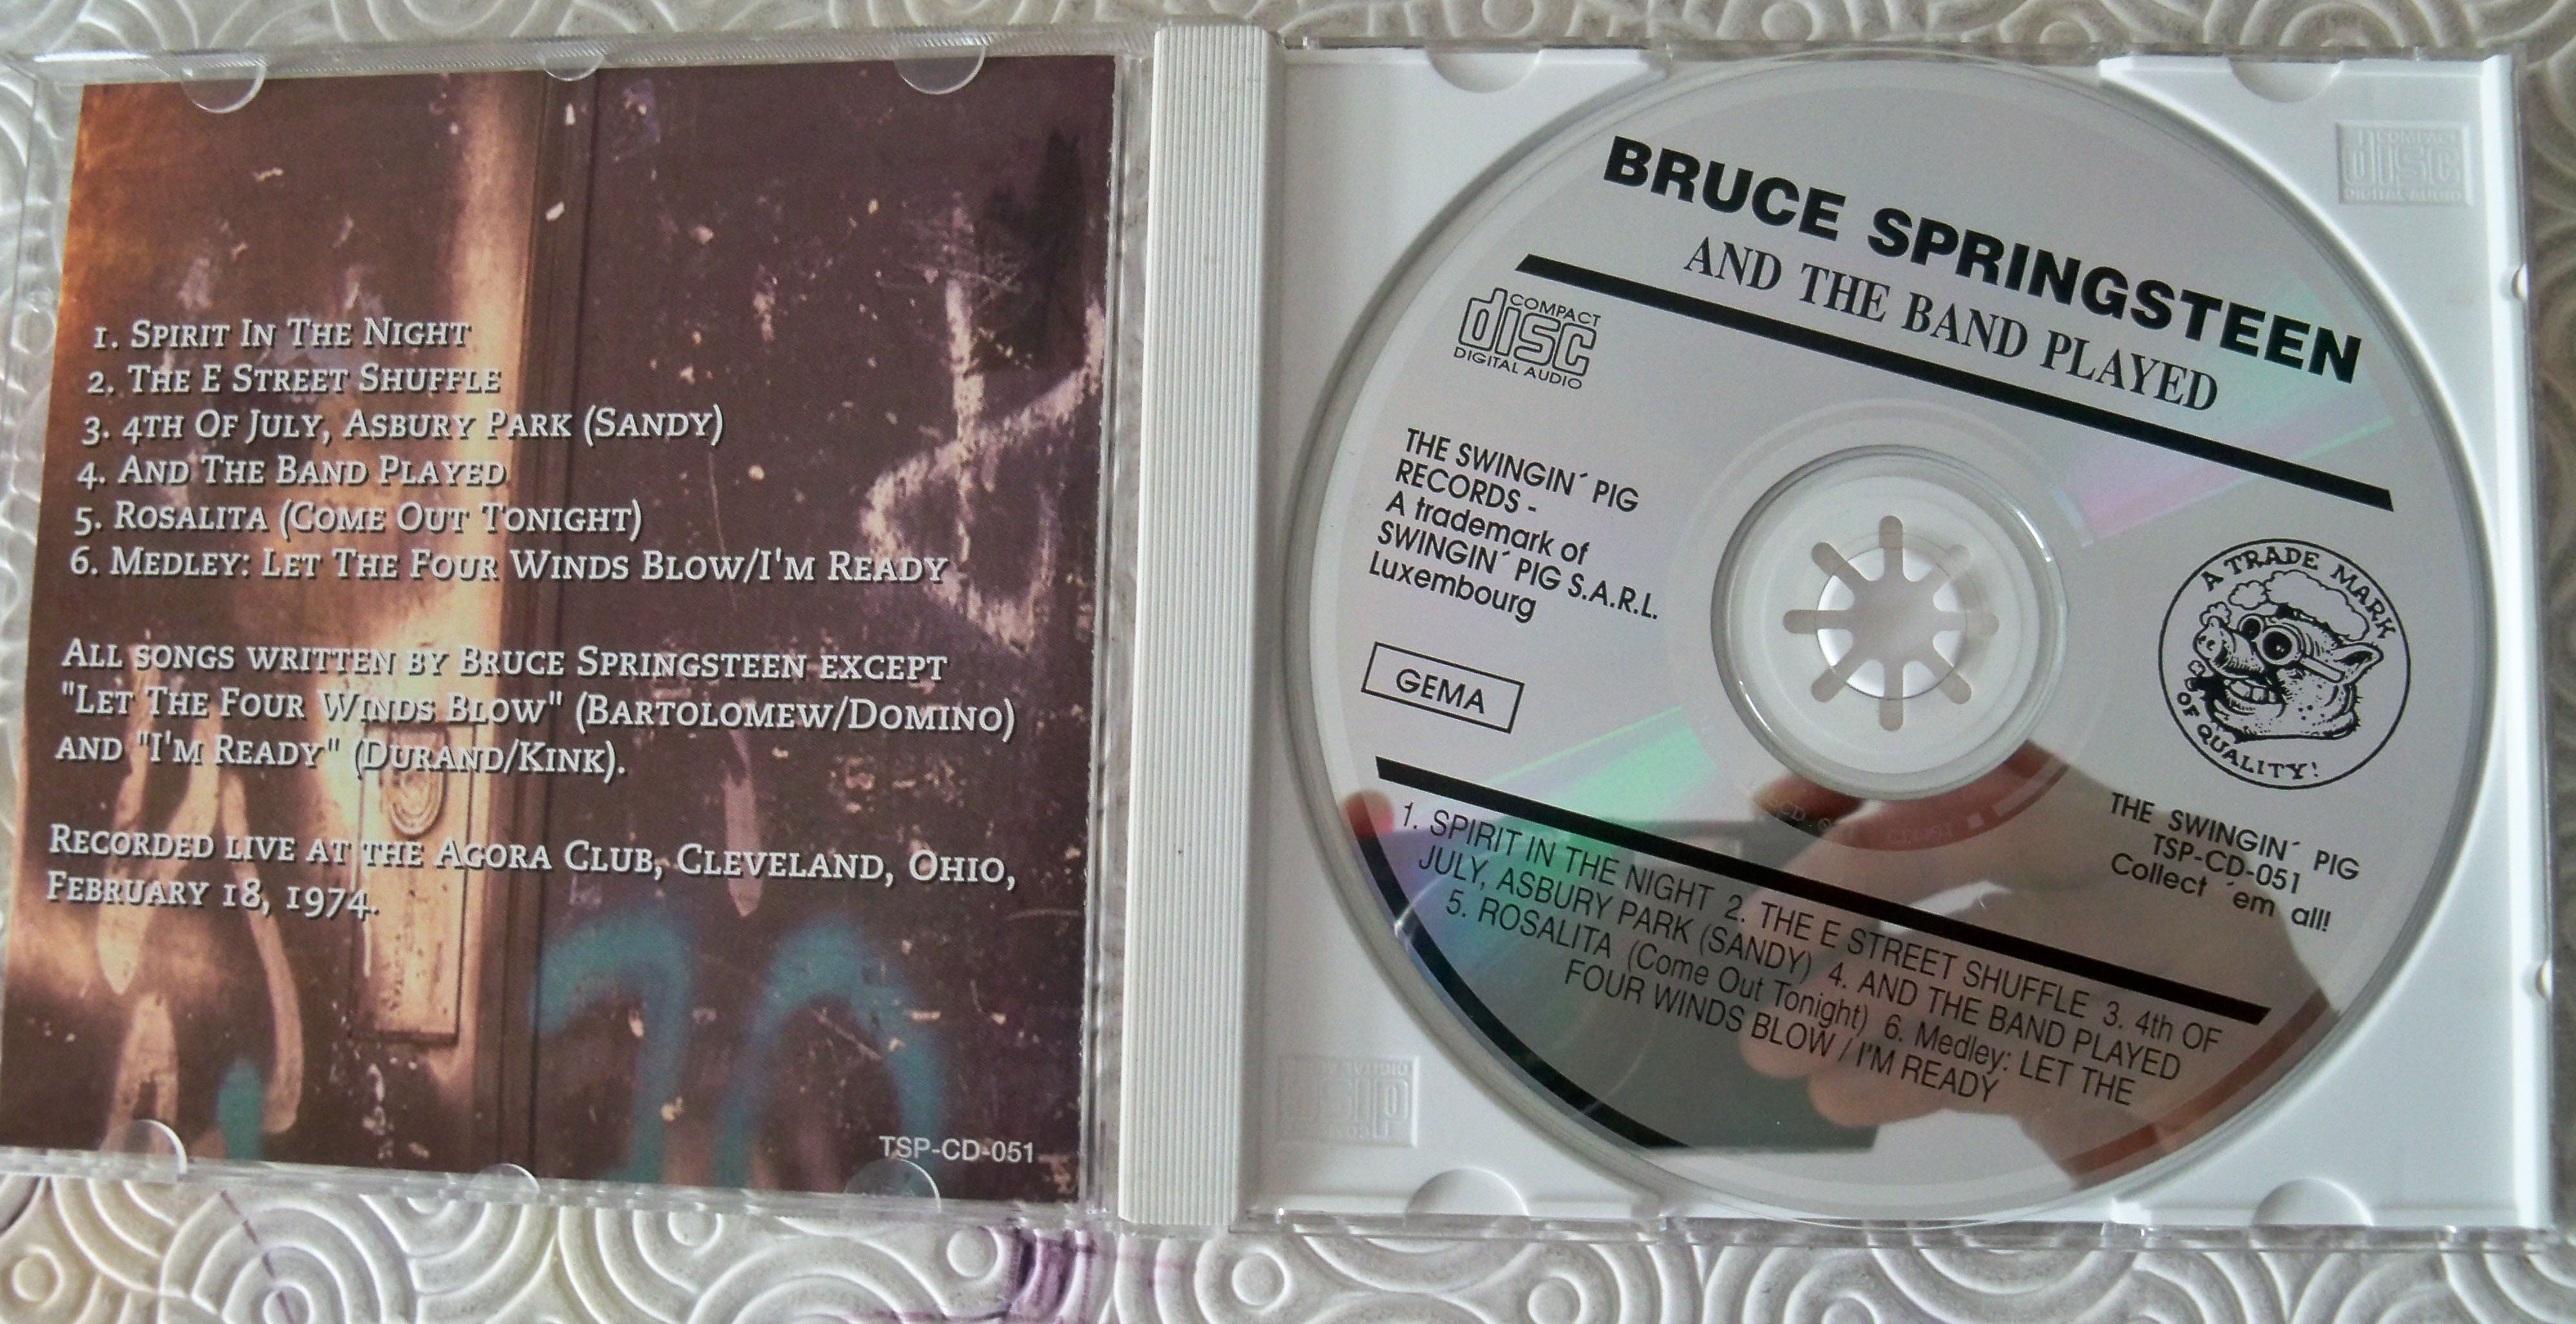 1. Spirit In The Night
2. The E Street Shuffle
3. 4th Of July, Asbury Park (Sandy)
4. And The Band Played
5. Rosalita (Come Out Tonight)
6. Medley: Let The Four Winds Blow/I'm Ready
All songs written by Bruce Springsteen except
"Let The Four Winds Blow" (Bartolomew/Domino)
and "I'm Ready" (Durand/Kink).
Recorded live at the Agora Club, Cleveland, Ohio,
February 18, 1974.
TSP-CD-051
BRUCE SPRINGSTEEN
AND THE BAND PLAYED
COMPACT
disc
DIGITAL AUDIO
THE SWINGIN´ PIG
RECORDS -
A trademark of
SWINGIN´ PIG S.A.R.L.
Luxembourg
GEMA
A TRADE MARK
OF QUALITY!
THE SWINGIN´ PIG
TSP-CD-051
Collect ´em all!
1. SPIRIT IN THE NIGHT 2. THE E STREET SHUFFLE 3. 4th OF
JULY, ASBURY PARK (SANDY) 4. AND THE BAND PLAYED
5. ROSALITA (Come Out Tonight) 6. Medley: LET THE
FOUR WINDS BLOW / I'M READY
COMPACT
disc
DIGITAL AUDIO
COMPACT
disc
DIGITAL AUDIO